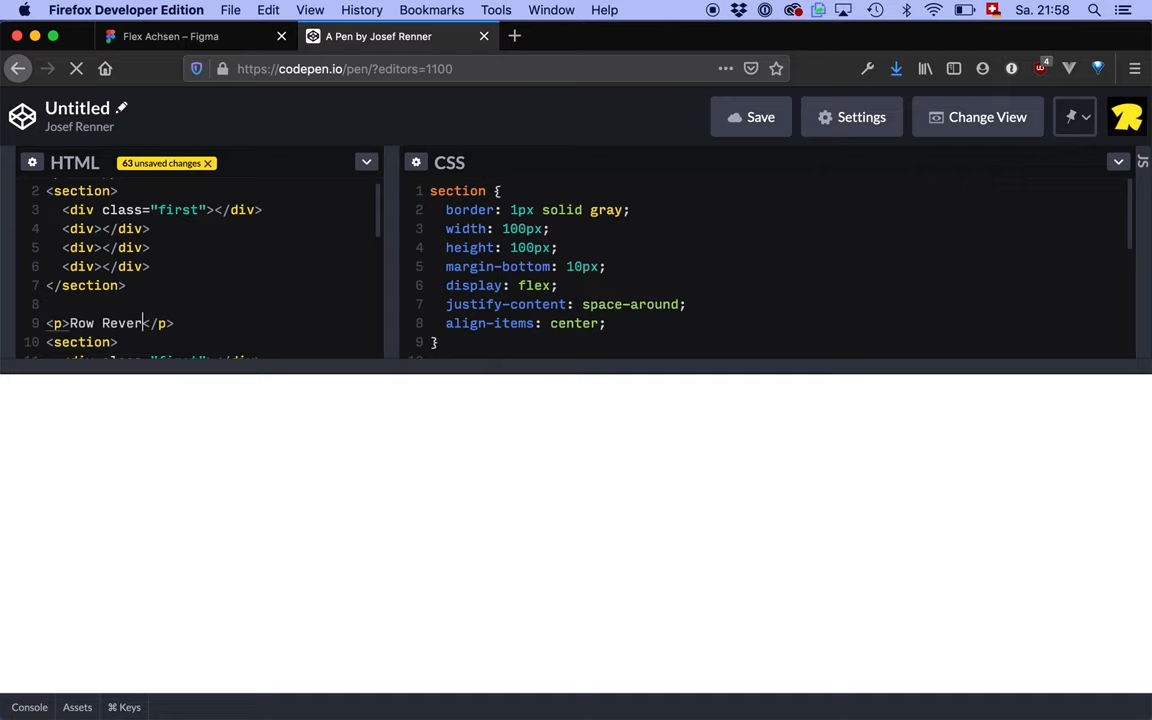 Firefox Developer Edition File Edit View History Bookmarks Tools Window Help Sa. 21:58
Flex Achsen – Figma A Pen by Josef Renner
https://codepen.io/pen/?editors=1100 4
Untitled
Josef Renner
Save Settings Change View
HTML 63 unsaved changes ×
2 <section>
3 <div class="first"></div>
4 <div></div>
5 <div></div>
6 <div></div>
7 </section>
8
9 <p>Row Rever</p>
10 <section>
CSS
1 section {
2 border: 1px solid gray;
3 width: 100px;
4 height: 100px;
5 margin-bottom: 10px;
6 display: flex;
7 justify-content: space-around;
8 align-items: center;
9 }
JS
Console Assets ⌘ Keys